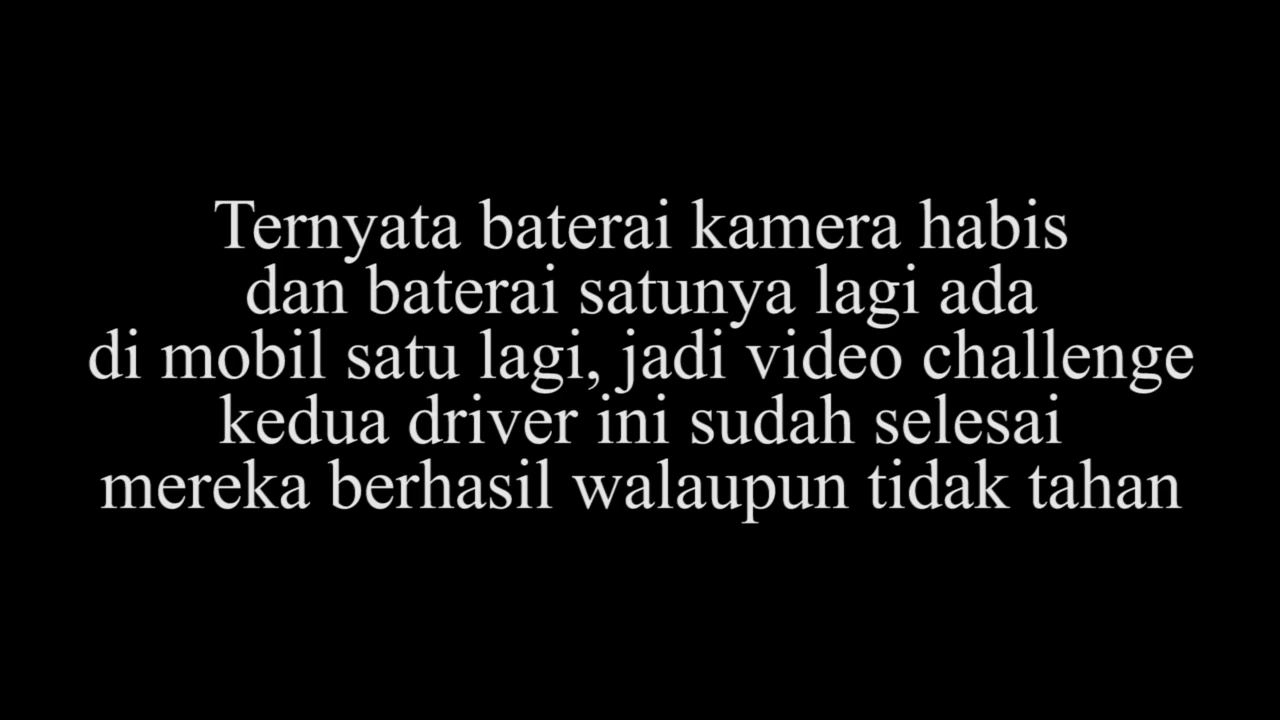 Ternyata baterai kamera habis
dan baterai satunya lagi ada
di mobil satu lagi, jadi video challenge
kedua driver ini sudah selesai
mereka berhasil walaupun tidak tahan